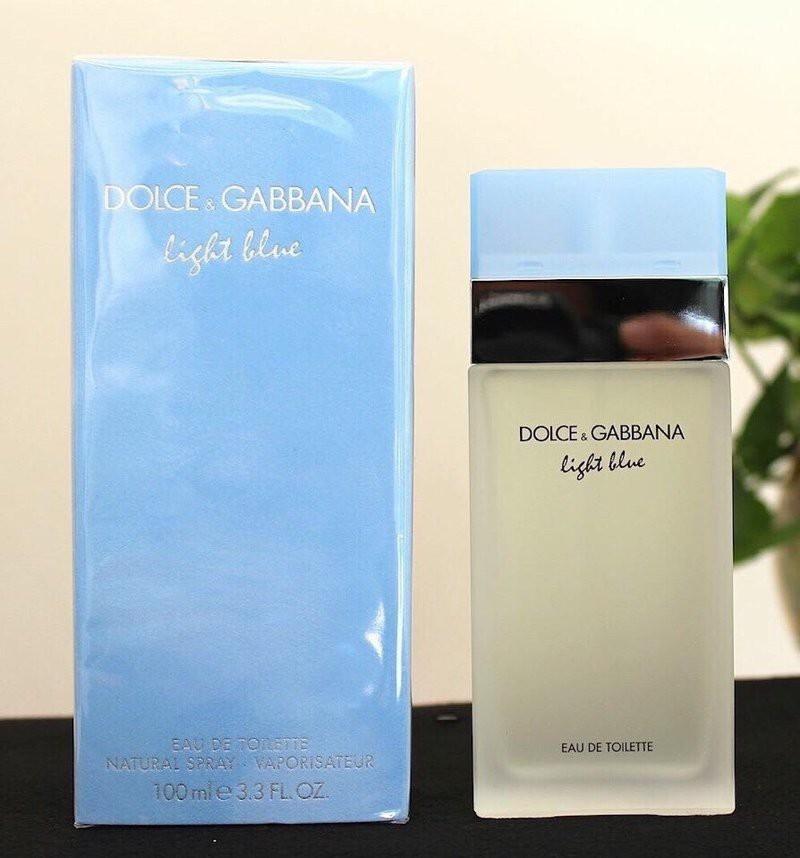 DOLCE & GABBANA
light blue
EAU DE TOILETTE
NATURAL SPRAY - VAPORISATEUR
100 ml e 3.3 FL. OZ.
DOLCE & GABBANA
light blue
EAU DE TOILETTE